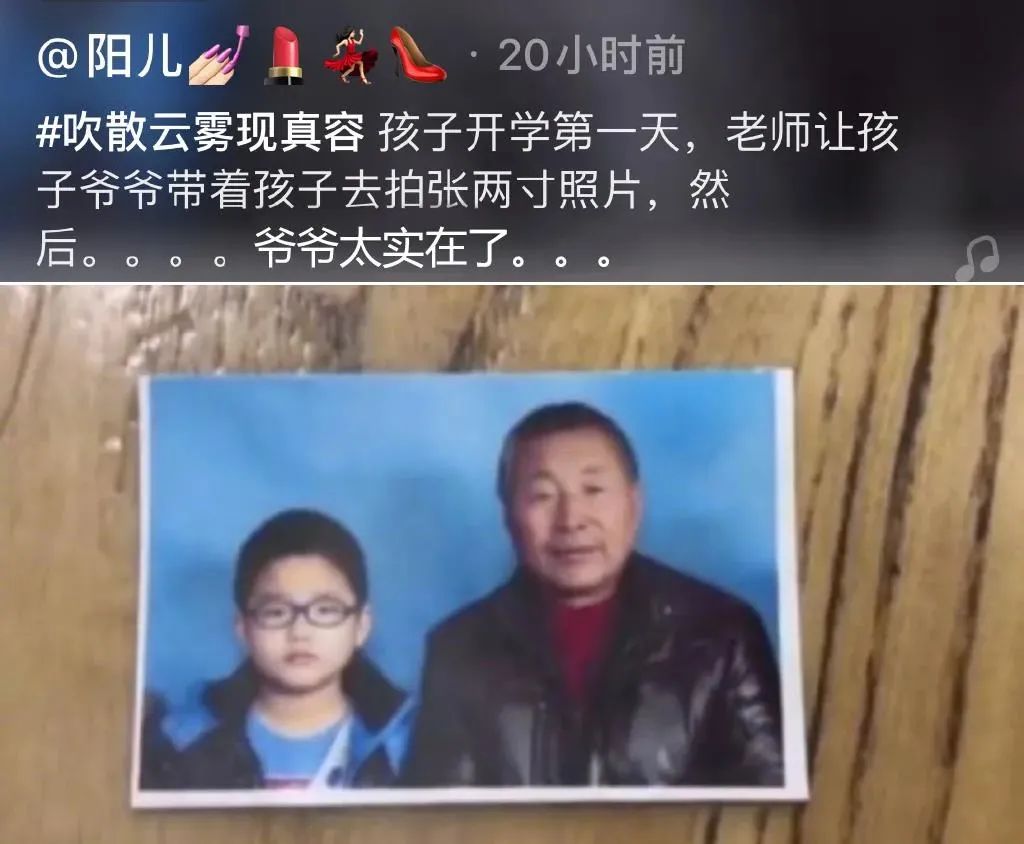 @阳儿💅💄💃👠 · 20小时前
#吹散云雾现真容 孩子开学第一天，老师让孩
子爷爷带着孩子去拍张两寸照片，然
后。。。。爷爷太实在了。。。